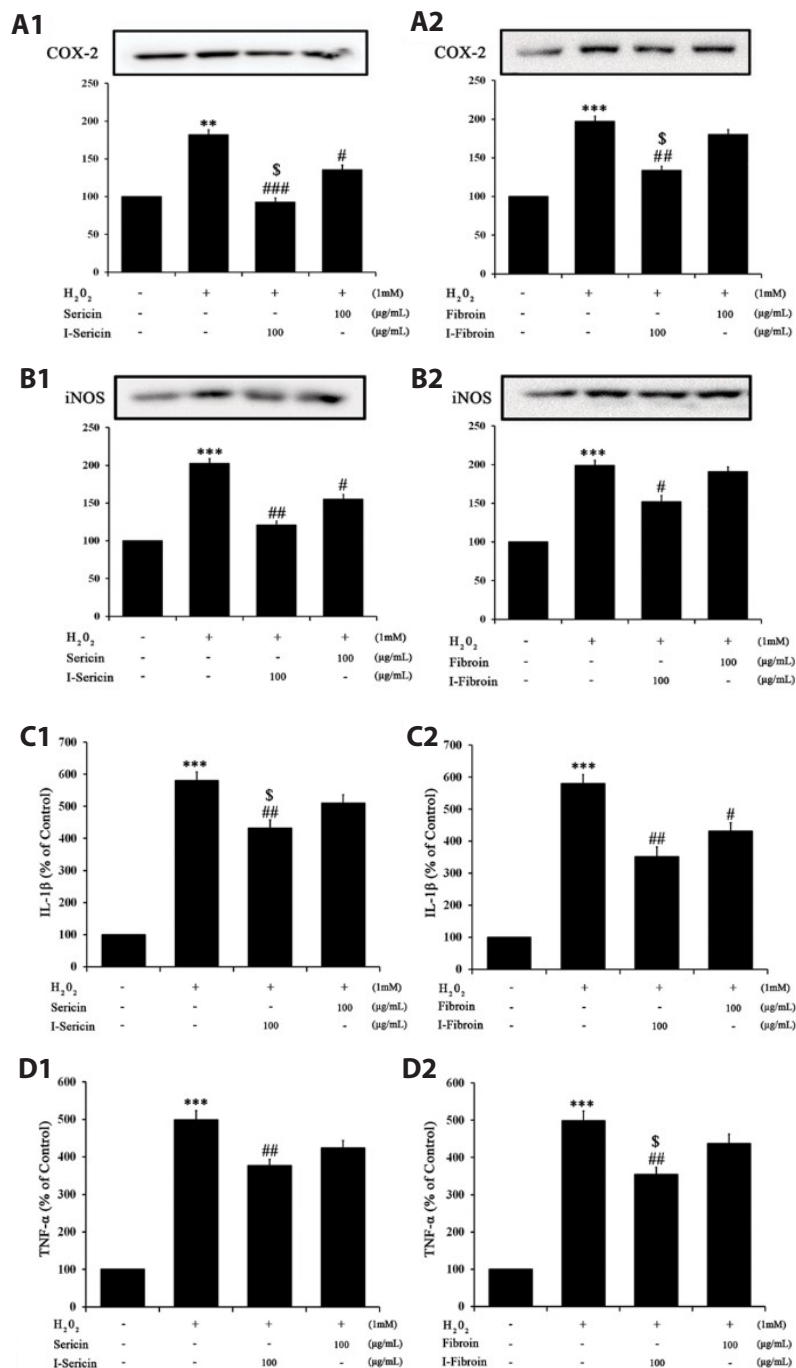 A1
COX-2
250
200
150
100
50
0
**
$
###
#
H₂0₂ - + + + (1mM)
Sericin - - - 100 (µg/mL)
I-Sericin - - 100 - (µg/mL)
A2
COX-2
250
200
150
100
50
0
***
$
##
H₂0₂ - + + + (1mM)
Fibroin - - - 100 (µg/mL)
I-Fibroin - - 100 - (µg/mL)
B1
iNOS
250
200
150
100
50
0
***
##
#
H₂0₂ - + + + (1mM)
Sericin - - - 100 (µg/mL)
I-Sericin - - 100 - (µg/mL)
B2
iNOS
250
200
150
100
50
0
***
#
H₂0₂ - + + + (1mM)
Fibroin - - - 100 (µg/mL)
I-Fibroin - - 100 - (µg/mL)
C1
IL-1β (% of Control)
700
600
500
400
300
200
100
0
***
$
##
H₂0₂ - + + + (1mM)
Sericin - - - 100 (µg/mL)
I-Sericin - - 100 - (µg/mL)
C2
IL-1β (% of Control)
700
600
500
400
300
200
100
0
***
##
#
H₂0₂ - + + + (1mM)
Fibroin - - - 100 (µg/mL)
I-Fibroin - - 100 - (µg/mL)
D1
TNF-α (% of Control)
600
500
400
300
200
100
0
***
##
H₂0₂ - + + + (1mM)
Sericin - - - 100 (µg/mL)
I-Sericin - - 100 - (µg/mL)
D2
TNF-α (% of Control)
600
500
400
300
200
100
0
***
$
##
H₂0₂ - + + + (1mM)
Fibroin - - - 100 (µg/mL)
I-Fibroin - - 100 - (µg/mL)